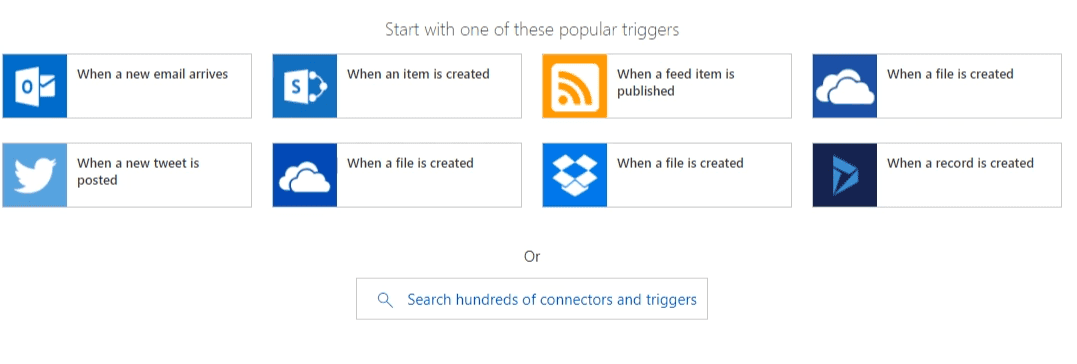 Start with one of these popular triggers
When a new email arrives
When an item is created
When a feed item is
published
When a file is created
When a new tweet is
posted
When a file is created
When a file is created
When a record is created
Or
Search hundreds of connectors and triggers